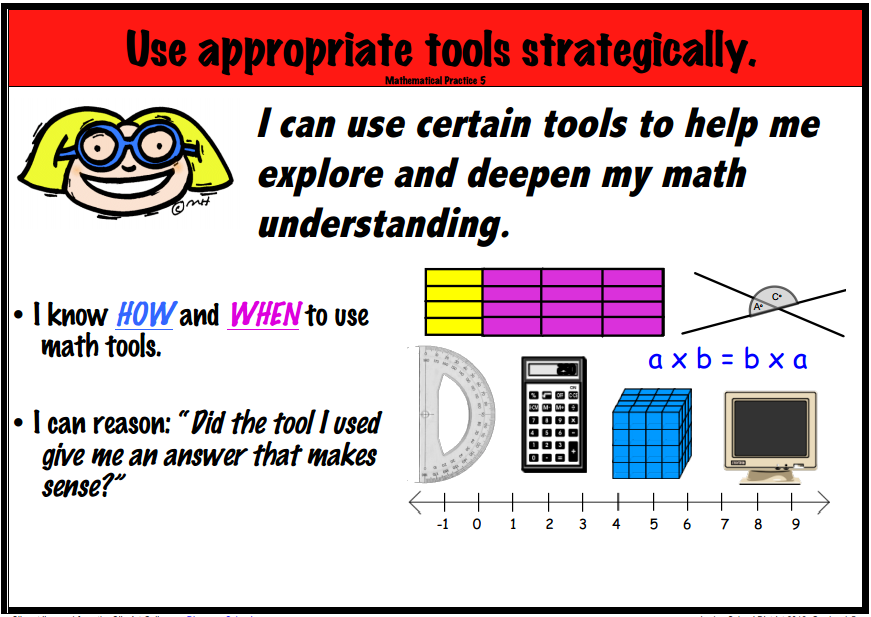 Use appropriate tools strategically.
Mathematical Practice 5
I can use certain tools to help me
explore and deepen my math
understanding.
©MH
• I know HOW and WHEN to use
math tools.
• I can reason: “Did the tool I used
give me an answer that makes
sense?”
C°
A°
a x b = b x a
-1 0 1 2 3 4 5 6 7 8 9